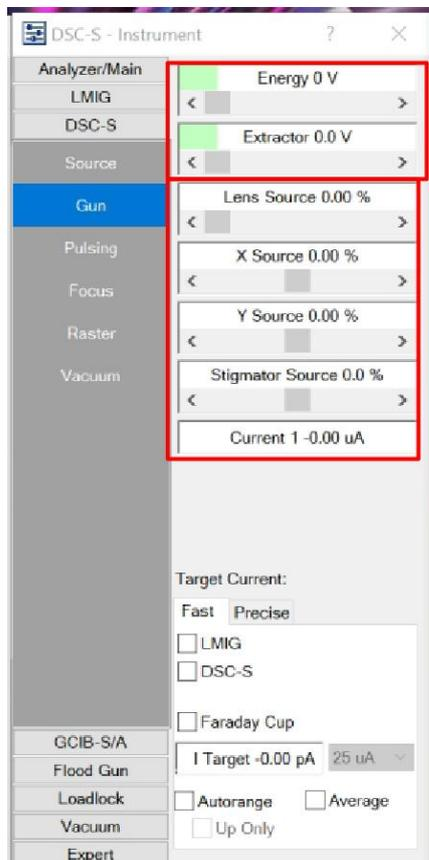 DSC-S - Instrument ? ×
Analyzer/Main
LMIG
DSC-S
Source
Gun
Pulsing
Focus
Raster
Vacuum
GCIB-S/A
Flood Gun
Loadlock
Vacuum
Expert
Energy 0 V
Extractor 0.0 V
Lens Source 0.00 %
X Source 0.00 %
Y Source 0.00 %
Stigmator Source 0.0 %
Current 1 -0.00 uA
Target Current:
Fast Precise
LMIG
DSC-S
Faraday Cup
I Target -0.00 pA 25 uA
Autorange Average
Up Only